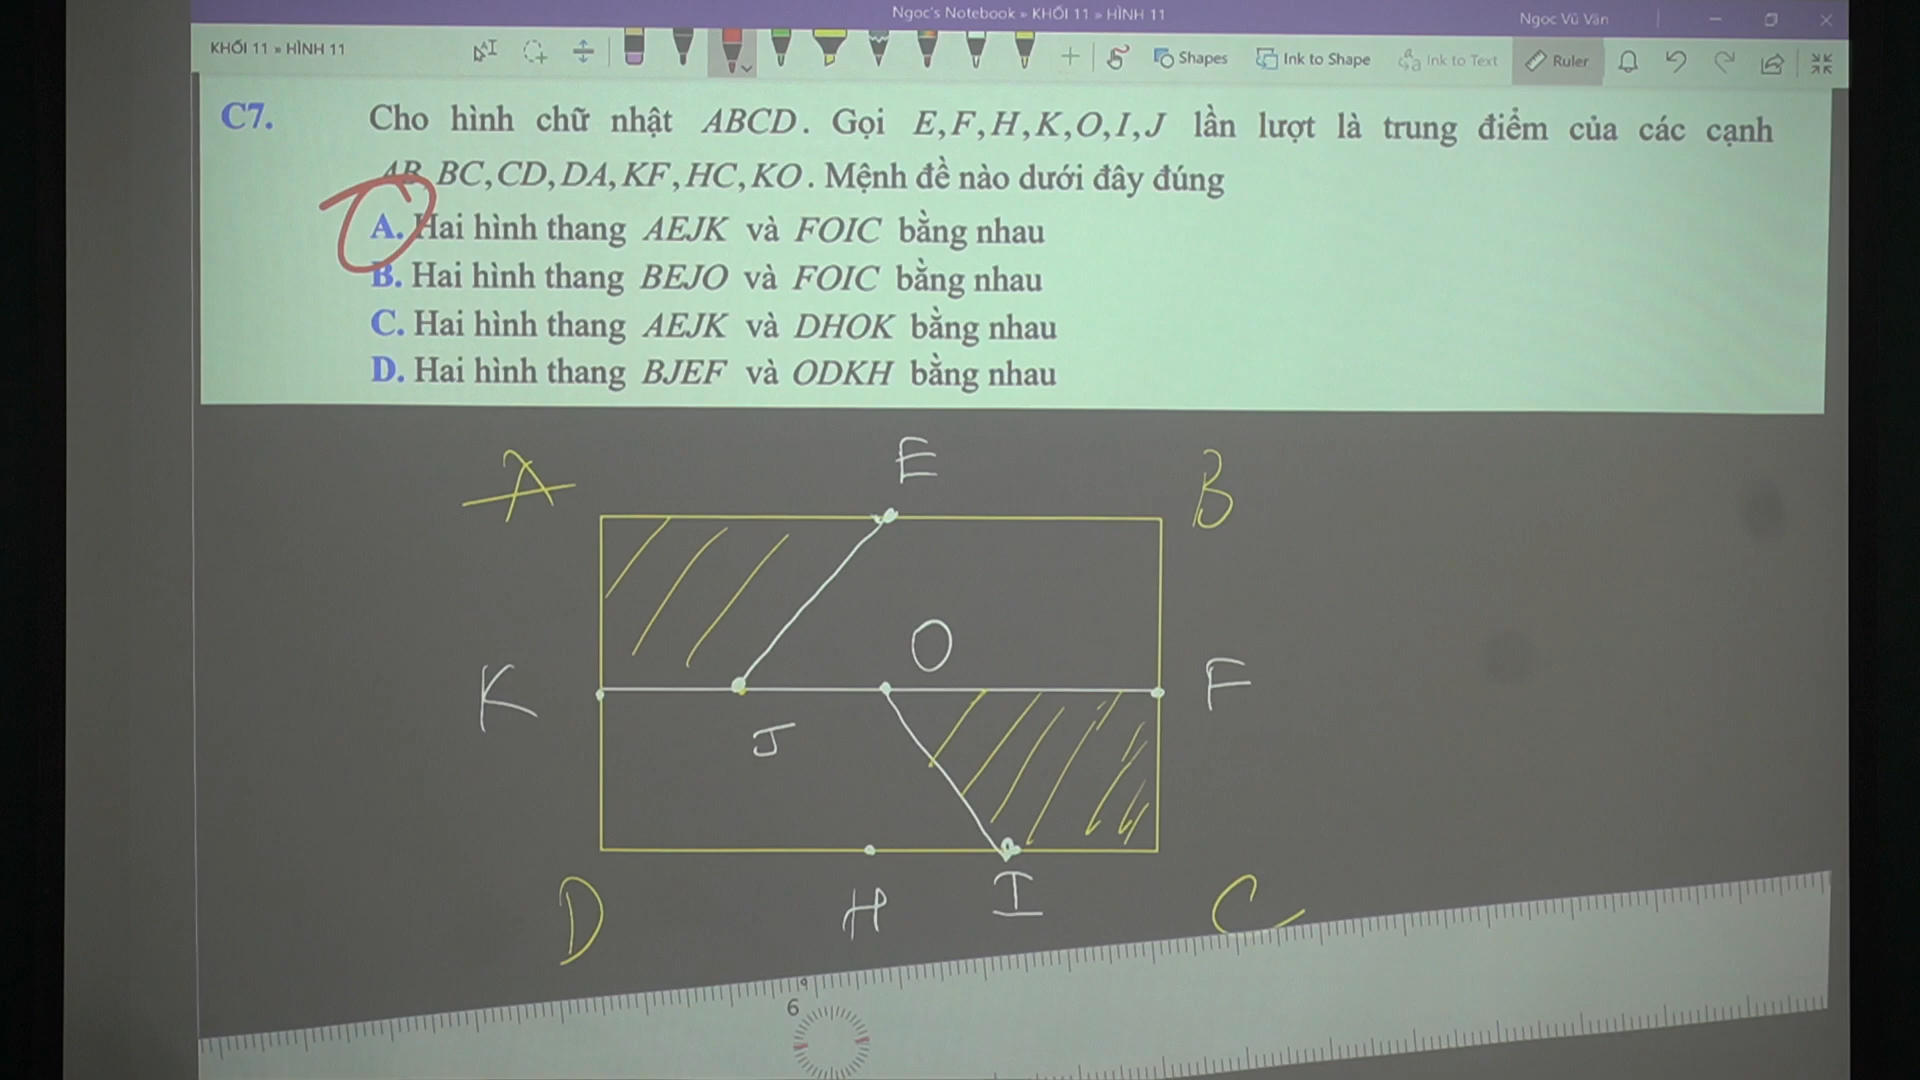 Ngoc's Notebook » KHỐI 11 » HÌNH 11
Ngoc Vũ Văn
KHỐI 11 » HÌNH 11
Shapes
Ink to Shape
Ink to Text
Ruler
C7. Cho hình chữ nhật ABCD. Gọi E,F,H,K,O,I,J lần lượt là trung điểm của các cạnh
AB, BC,CD,DA,KF,HC,KO. Mệnh đề nào dưới đây đúng
A. Hai hình thang AEJK và FOIC bằng nhau
B. Hai hình thang BEJO và FOIC bằng nhau
C. Hai hình thang AEJK và DHOK bằng nhau
D. Hai hình thang BJEF và ODKH bằng nhau
A E B
K O F
J
D H I C
9
6